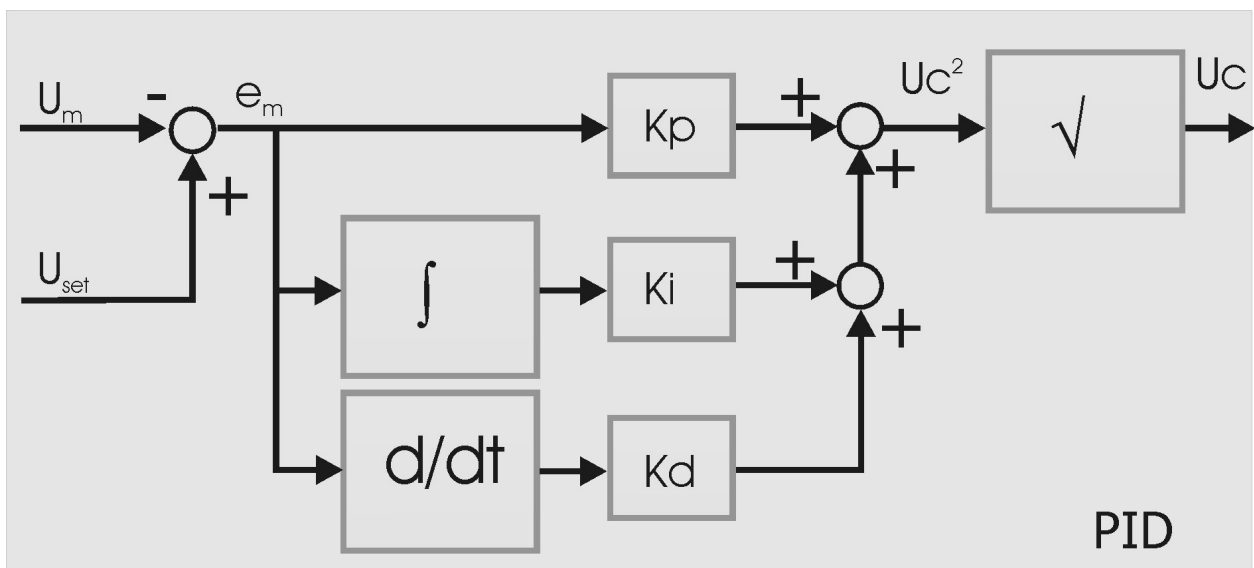 U_m
-
e_m
+
U_set
Kp
+
+
Uc²
√
Uc
∫
Ki
+
+
d/dt
Kd
PID